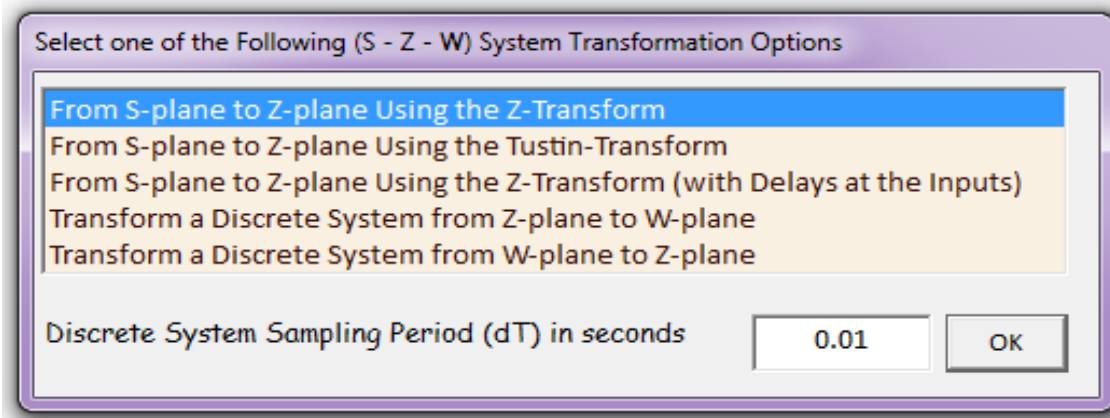 Select one of the Following (S - Z - W) System Transformation Options
From S-plane to Z-plane Using the Z-Transform
From S-plane to Z-plane Using the Tustin-Transform
From S-plane to Z-plane Using the Z-Transform (with Delays at the Inputs)
Transform a Discrete System from Z-plane to W-plane
Transform a Discrete System from W-plane to Z-plane
Discrete System Sampling Period (dT) in seconds 0.01 OK